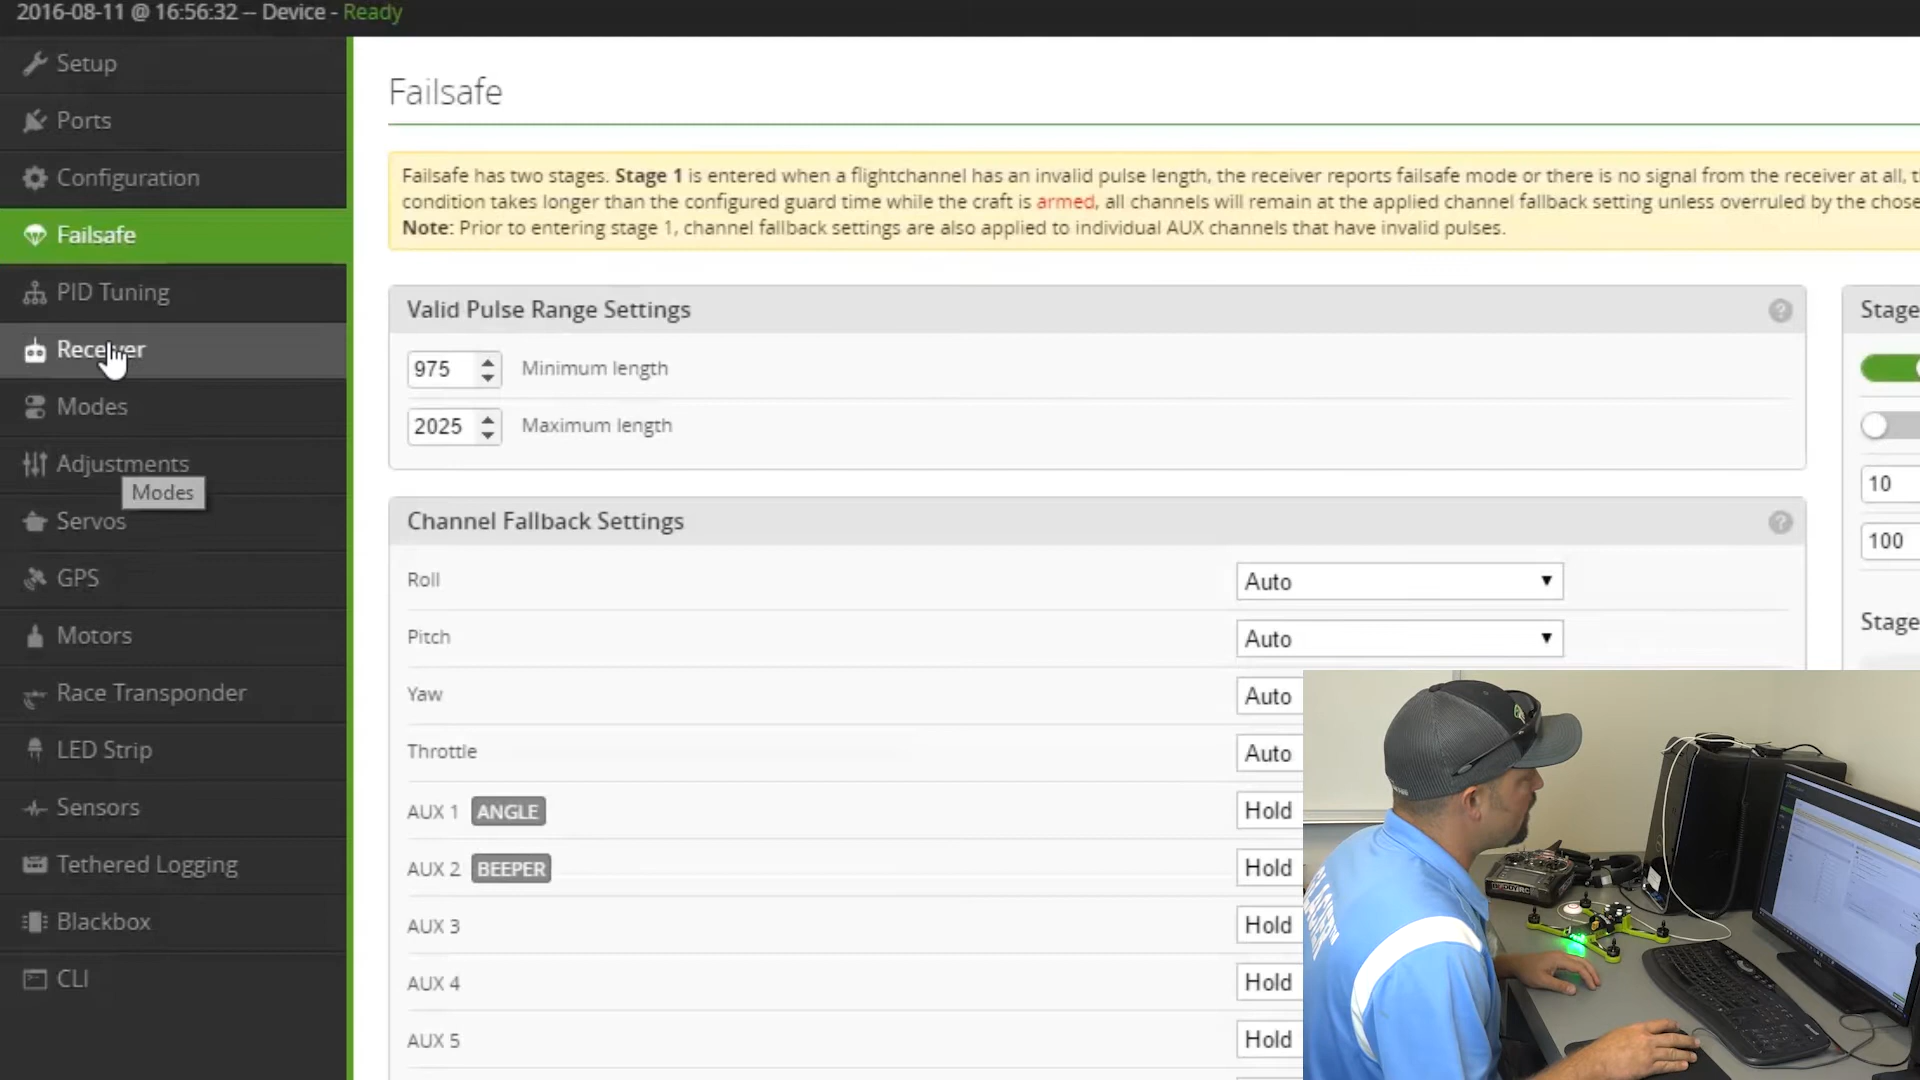 2016-08-11 @ 16:56:32 -- Device - Ready
Setup
Ports
Configuration
Failsafe
PID Tuning
Receiver
Modes
Adjustments
Modes
Servos
GPS
Motors
Race Transponder
LED Strip
Sensors
Tethered Logging
Blackbox
CLI
Failsafe
Failsafe has two stages. Stage 1 is entered when a flightchannel has an invalid pulse length, the receiver reports failsafe mode or there is no signal from the receiver at all,
condition takes longer than the configured guard time while the craft is armed, all channels will remain at the applied channel fallback setting unless overruled by the
Note: Prior to entering stage 1, channel fallback settings are also applied to individual AUX channels that have invalid pulses.
Valid Pulse Range Settings
975 Minimum length
2025 Maximum length
Channel Fallback Settings
Roll Auto
Pitch Auto
Yaw Auto
Throttle Auto
AUX 1 ANGLE Hold
AUX 2 BEEPER Hold
AUX 3 Hold
AUX 4 Hold
AUX 5 Hold
Stage
10
100
Stage